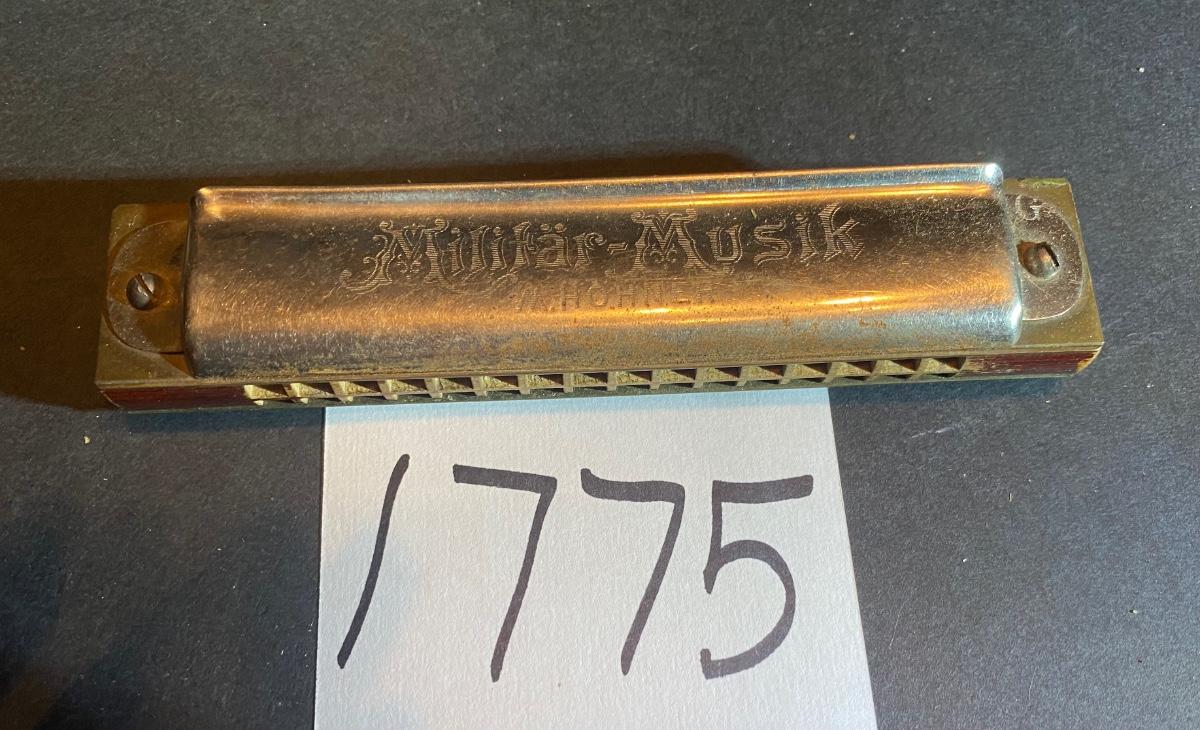 Militär-Musik
M. HOHNER
G
1775